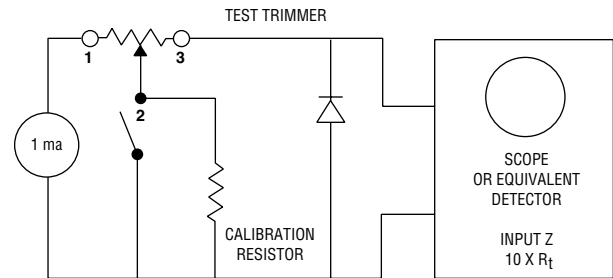 TEST TRIMMER
1
3
2
1 ma
CALIBRATION
RESISTOR
SCOPE
OR EQUIVALENT
DETECTOR
INPUT Z
10 X Rt